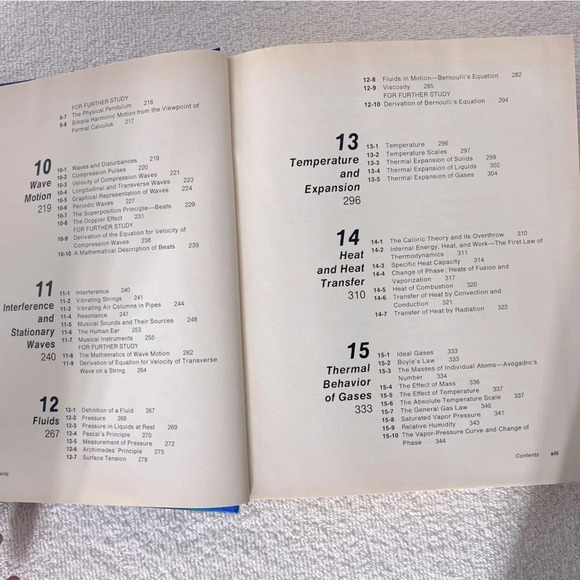 FOR FURTHER STUDY
9-7 The Physical Pendulum 216
9-8 Simple Harmonic Motion from the Viewpoint of
Formal Calculus 217
10
Wave
Motion
219
10-1 Waves and Disturbances 219
10-2 Compression Pulses 220
10-3 Velocity of Compression Waves 221
10-4 Longitudinal and Transverse Waves 223
10-5 Graphical Representation of Waves 224
10-6 Periodic Waves 227
10-7 The Superposition Principle—Beats 229
10-8 The Doppler Effect 231
FOR FURTHER STUDY
10-9 Derivation of the Equation for Velocity of
Compression Waves 238
10-10 A Mathematical Description of Beats 239
11
Interference
and
Stationary
Waves
240
11-1 Interference 240
11-2 Vibrating Strings 241
11-3 Vibrating Air Columns in Pipes 244
11-4 Resonance 247
11-5 Musical Sounds and Their Sources 248
11-6 The Human Ear 253
11-7 Musical Instruments 255
FOR FURTHER STUDY
11-8 The Mathematics of Wave Motion 262
11-9 Derivation of Equation for Velocity of Transverse
Wave on a String 264
12
Fluids
267
12-1 Definition of a Fluid 267
12-2 Pressure 268
12-3 Pressure in Liquids at Rest 269
12-4 Pascal's Principle 270
12-5 Measurement of Pressure 272
12-6 Archimedes' Principle 275
12-7 Surface Tension 278
12-8 Fluids in Motion—Bernoulli's Equation 282
12-9 Viscosity 285
FOR FURTHER STUDY
12-10 Derivation of Bernoulli's Equation 294
13
Temperature
and
Expansion
296
13-1 Temperature 296
13-2 Temperature Scales 297
13-3 Thermal Expansion of Solids 299
13-4 Thermal Expansion of Liquids 302
13-5 Thermal Expansion of Gases 304
14
Heat
and Heat
Transfer
310
14-1 The Caloric Theory and Its Overthrow 310
14-2 Internal Energy, Heat, and Work—The First Law of
Thermodynamics 311
14-3 Specific Heat Capacity 314
14-4 Change of Phase; Heats of Fusion and
Vaporization 317
14-5 Heat of Combustion 320
14-6 Transfer of Heat by Convection and
Conduction 321
14-7 Transfer of Heat by Radiation 322
15
Thermal
Behavior
of Gases
333
15-1 Ideal Gases 333
15-2 Boyle's Law 333
15-3 The Masses of Individual Atoms—Avogadro's
Number 334
15-4 The Effect of Mass 336
15-5 The Effect of Temperature 337
15-6 The Absolute Temperature Scale 337
15-7 The General Gas Law 340
15-8 Saturated Vapor Pressure 341
15-9 Relative Humidity 343
15-10 The Vapor-Pressure Curve and Change of
Phase 344
Contents xiii